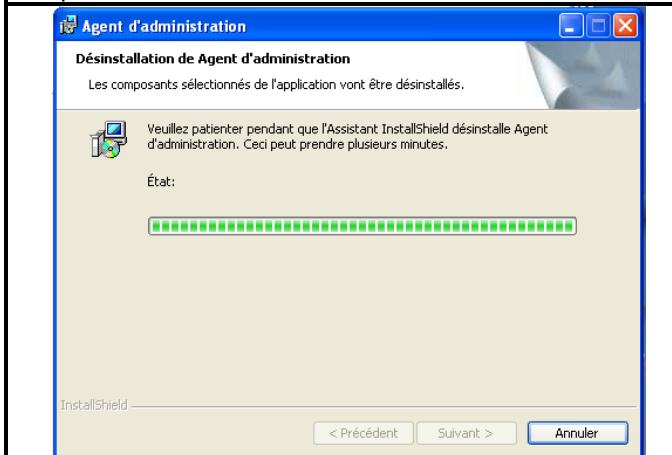 Agent d'administration
Désinstallation de Agent d'administration
Les composants sélectionnés de l'application vont être désinstallés.
Veuillez patienter pendant que l'Assistant InstallShield désinstalle Agent
d'administration. Ceci peut prendre plusieurs minutes.
État:
InstallShield
< Précédent Suivant > Annuler